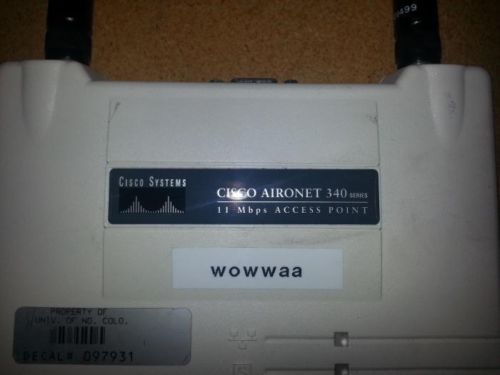 9499
CISCO SYSTEMS
CISCO AIRONET 340 SERIES
11 Mbps ACCESS POINT
wowwaa
PROPERTY OF
UNIV. OF NO. COLO.
DECAL# 097931